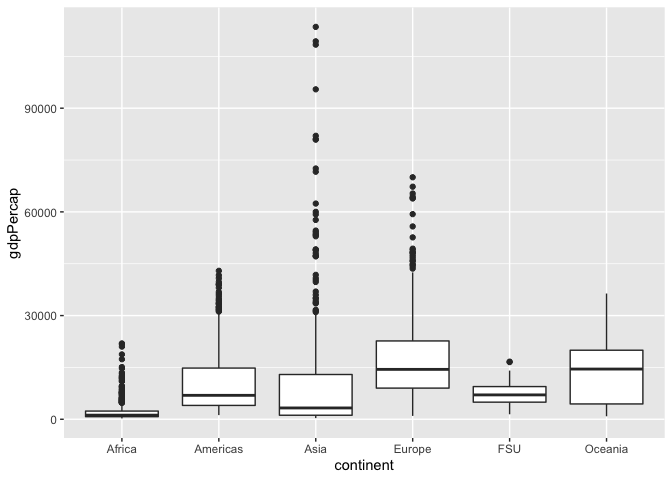 90000
60000
30000
0
gdpPercap
Africa Americas Asia Europe FSU Oceania
continent